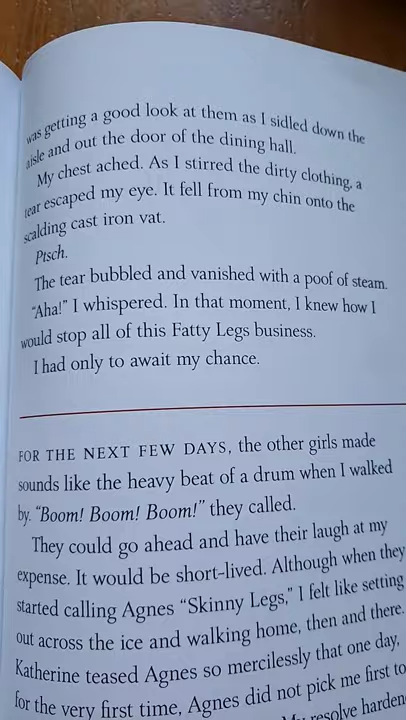 was getting a good look at them as I sidled down the
aisle and out the door of the dining hall.
My chest ached. As I stirred the dirty clothing, a
tear escaped my eye. It fell from my chin onto the
scalding cast iron vat.
Ptsch.
The tear bubbled and vanished with a poof of steam.
“Aha!” I whispered. In that moment, I knew how I
would stop all of this Fatty Legs business.
I had only to await my chance.
FOR THE NEXT FEW DAYS, the other girls made
sounds like the heavy beat of a drum when I walked
by. “Boom! Boom! Boom!” they called.
They could go ahead and have their laugh at my
expense. It would be short-lived. Although when they
started calling Agnes “Skinny Legs,” I felt like setting
out across the ice and walking home, then and there.
Katherine teased Agnes so mercilessly that one day,
for the very first time, Agnes did not pick me first to
My resolve harden